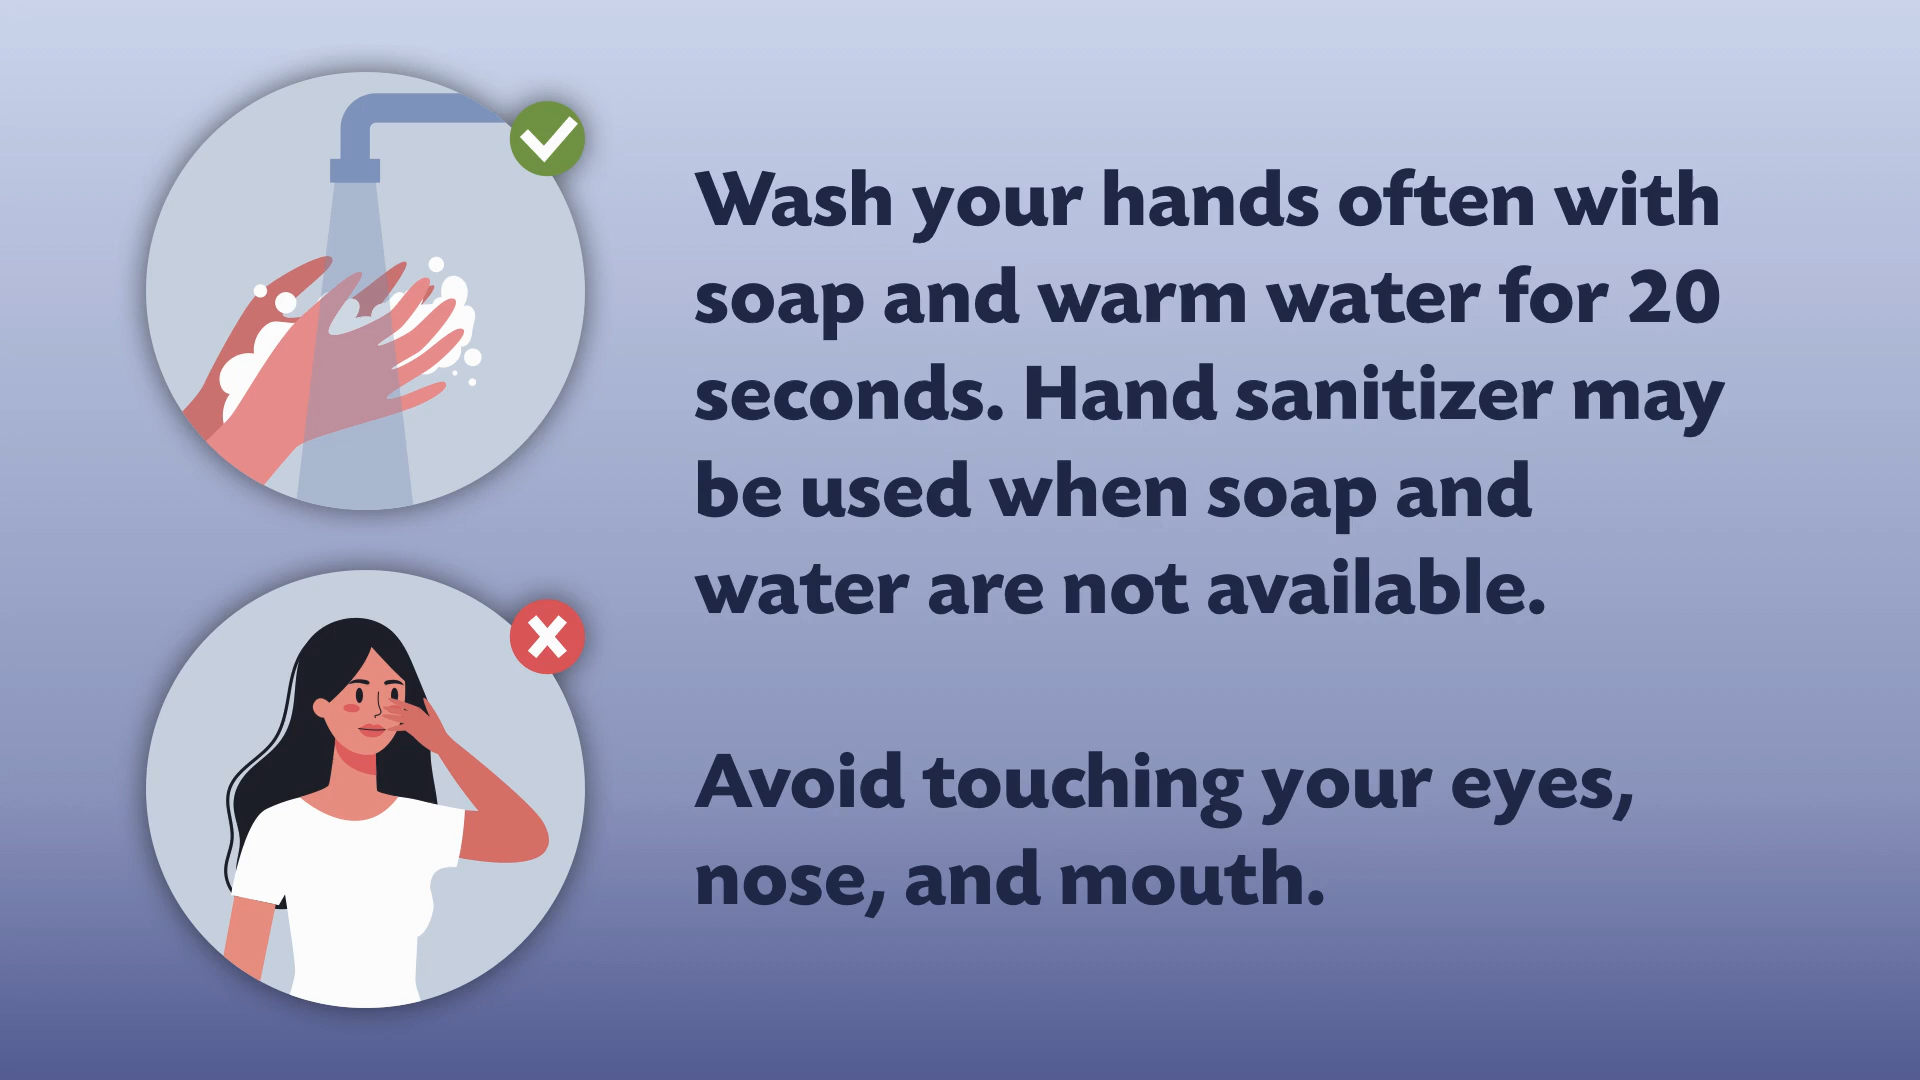 Wash your hands often with
soap and warm water for 20
seconds. Hand sanitizer may
be used when soap and
water are not available.
Avoid touching your eyes,
nose, and mouth.